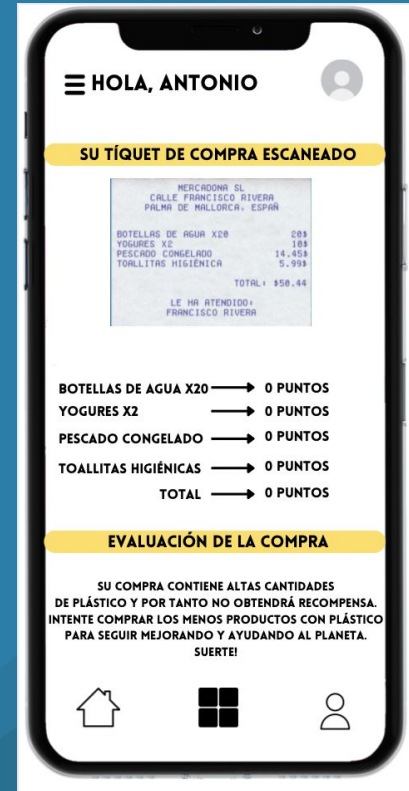 HOLA, ANTONIO
SU TÍQUET DE COMPRA ESCANEADO
MERCADONA SL
CALLE FRANCISCO RIVERA
PALMA DE MALLORCA, ESPAÑ
BOTELLAS DE AGUA X20 20$
YOGURES X2 10$
PESCADO CONGELADO 14.45$
TOALLITAS HIGIÉNICA 5.99$
TOTAL: $50.44
LE HA ATENDIDO:
FRANCISCO RIVERA
BOTELLAS DE AGUA X20 → 0 PUNTOS
YOGURES X2 → 0 PUNTOS
PESCADO CONGELADO → 0 PUNTOS
TOALLITAS HIGIÉNICAS → 0 PUNTOS
TOTAL → 0 PUNTOS
EVALUACIÓN DE LA COMPRA
SU COMPRA CONTIENE ALTAS CANTIDADES
DE PLÁSTICO Y POR TANTO NO OBTENDRÁ RECOMPENSA.
INTENTE COMPRAR LOS MENOS PRODUCTOS CON PLÁSTICO
PARA SEGUIR MEJORANDO Y AYUDANDO AL PLANETA.
SUERTE!